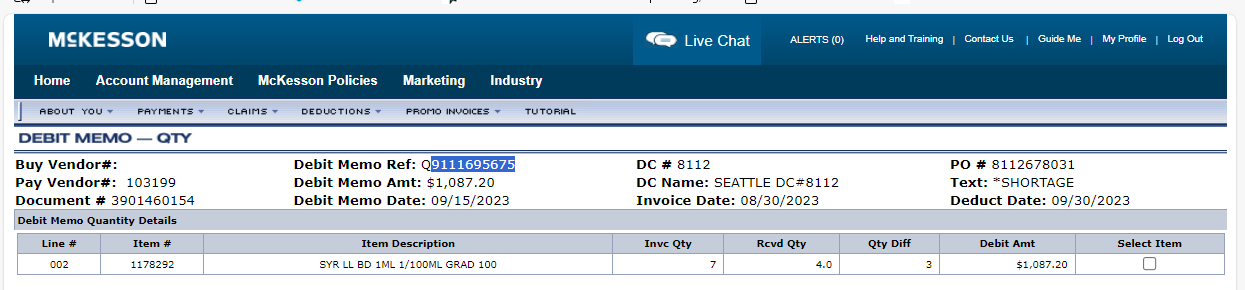 MCKESSON
Live Chat
ALERTS (0)
Help and Training | Contact Us | Guide Me | My Profile | Log Out
Home Account Management McKesson Policies Marketing Industry
ABOUT YOU PAYMENTS CLAIMS DEDUCTIONS PROMO INVOICES TUTORIAL
DEBIT MEMO — QTY
Buy Vendor#: Debit Memo Ref: Q9111695675 DC # 8112 PO # 8112678031
Pay Vendor#: 103199 Debit Memo Amt: $1,087.20 DC Name: SEATTLE DC#8112 Text: *SHORTAGE
Document # 3901460154 Debit Memo Date: 09/15/2023 Invoice Date: 08/30/2023 Deduct Date: 09/30/2023
Debit Memo Quantity Details
Line # Item # Item Description Invc Qty Rcvd Qty Qty Diff Debit Amt Select Item
002 1178292 SYR LL BD 1ML 1/100ML GRAD 100 7 4.0 3 $1,087.20